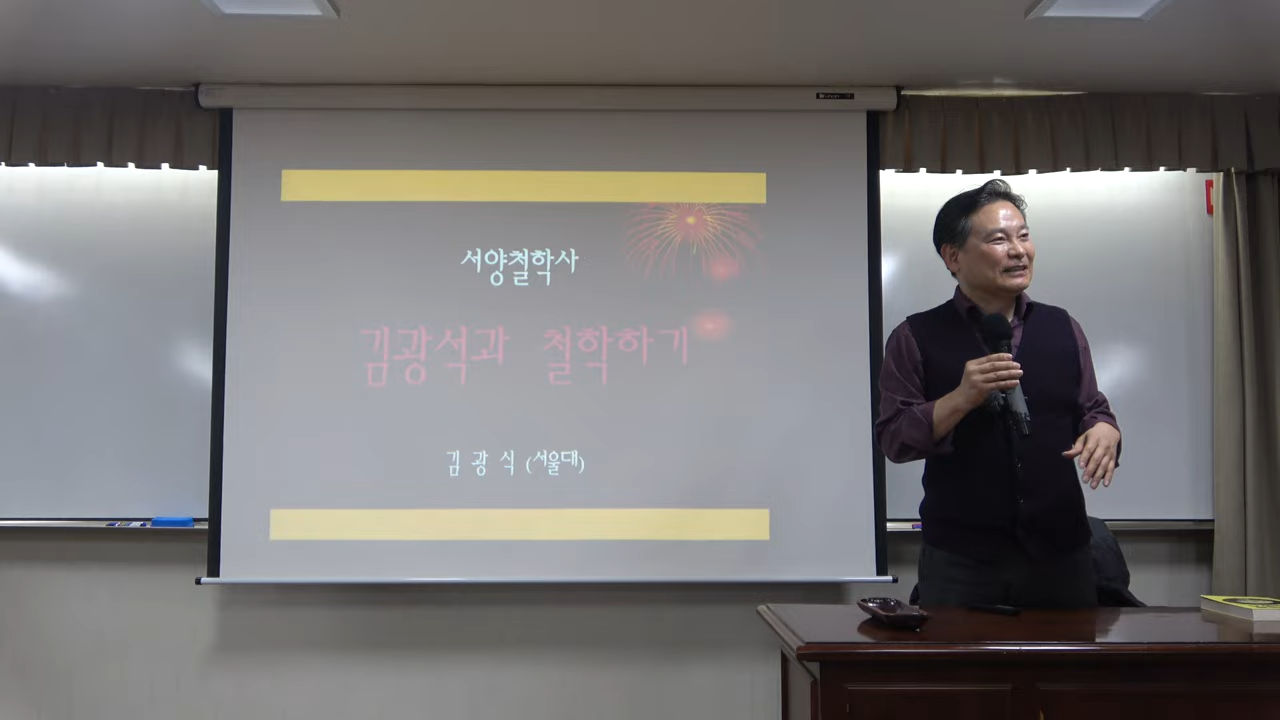 서양철학사
김광석과 철학하기
김 광 식 (서울대)